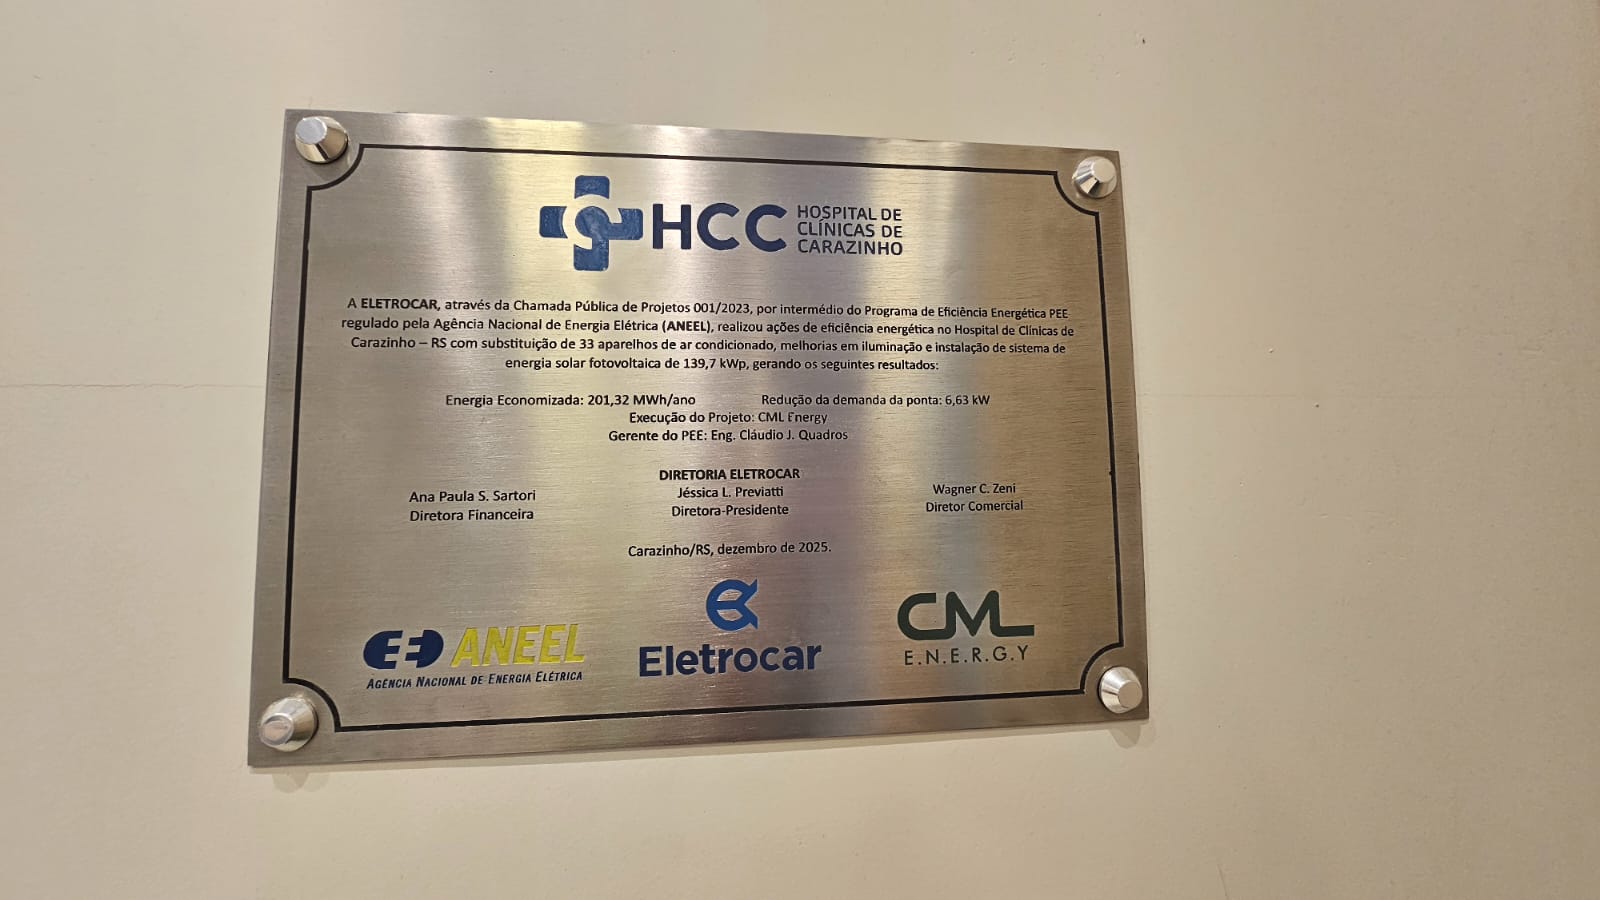 HCC
HOSPITAL DE
CLÍNICAS DE
CARAZINHO
A ELETROCAR, através da Chamada Pública de Projetos 001/2023, por intermédio do Programa de Eficiência Energética PEE
regulado pela Agência Nacional de Energia Elétrica (ANEEL), realizou ações de eficiência energética no Hospital de Clínicas de
Carazinho – RS com substituição de 33 aparelhos de ar condicionado, melhorias em iluminação e instalação de sistema de
energia solar fotovoltaica de 139,7 kWp, gerando os seguintes resultados:
Energia Economizada: 201,32 MWh/ano Redução da demanda da ponta: 6,63 kW
Execução do Projeto: CML Energy
Gerente do PEE: Eng. Cláudio J. Quadros
DIRETORIA ELETROCAR
Ana Paula S. Sartori
Diretora Financeira
Jéssica L. Previatti
Diretora-Presidente
Wagner C. Zeni
Diretor Comercial
Carazinho/RS, dezembro de 2025.
ANEEL
AGÊNCIA NACIONAL DE ENERGIA ELÉTRICA
Eletrocar
CML
E.N.E.R.G.Y